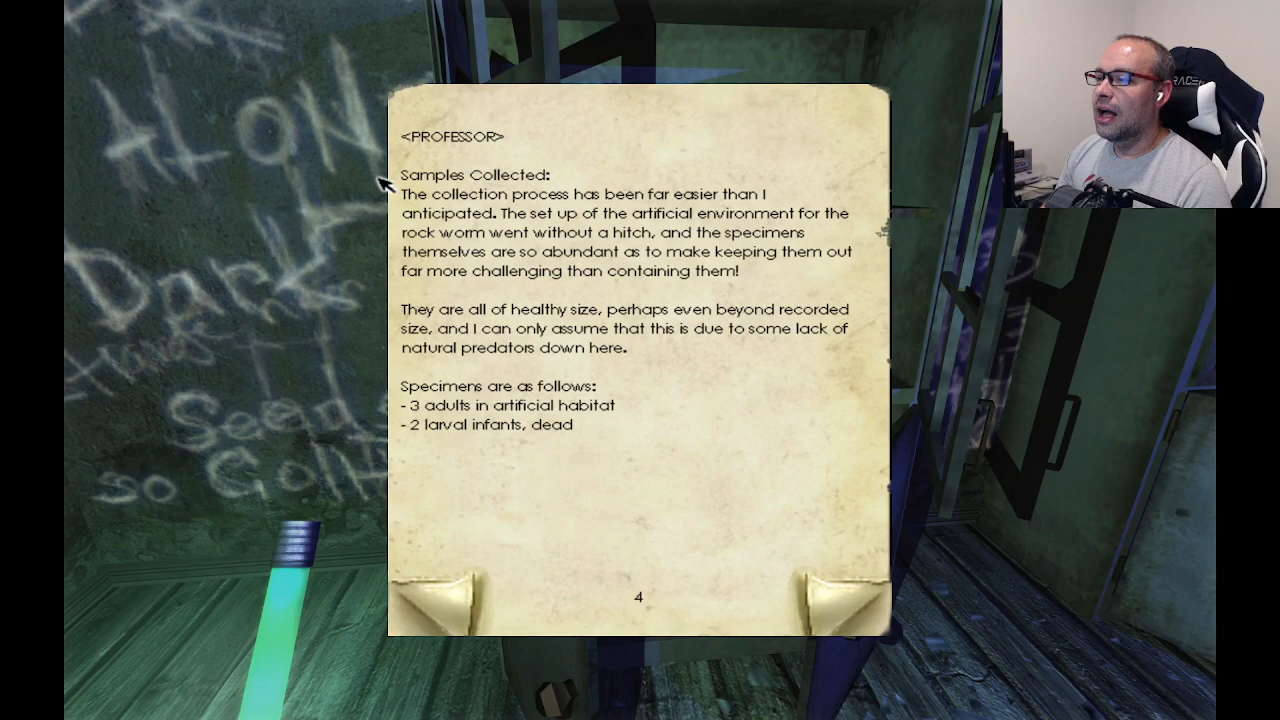 ALONE
Dark
Seed
so Cold
<PROFESSOR>
Samples Collected:
The collection process has been far easier than I
anticipated. The set up of the artificial environment for the
rock worm went without a hitch, and the specimens
themselves are so abundant as to make keeping them out
far more challenging than containing them!
They are all of healthy size, perhaps even beyond recorded
size, and I can only assume that this is due to some lack of
natural predators down here.
Specimens are as follows:
- 3 adults in artificial habitat
- 2 larval infants, dead
4